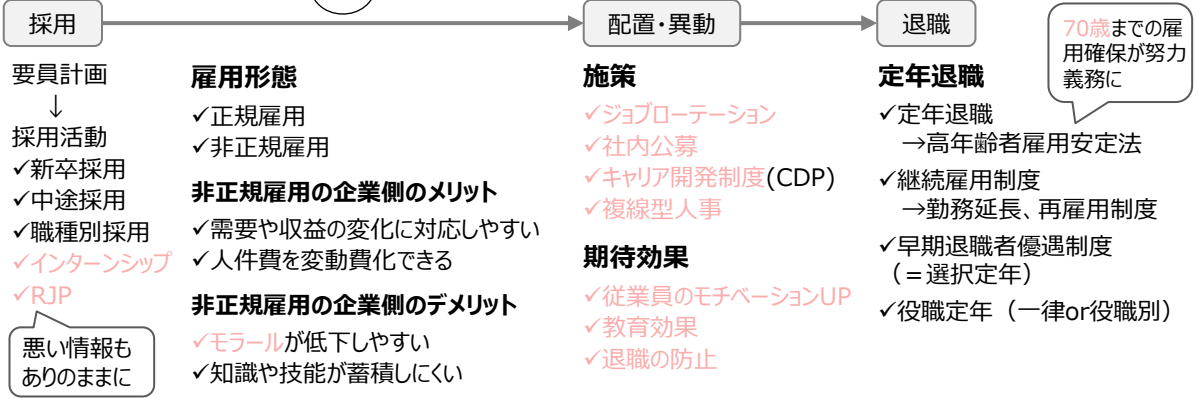 採用
要員計画
↓
採用活動
✓新卒採用
✓中途採用
✓職種別採用
✓インターンシップ
✓RJP
悪い情報も
ありのままに
雇用形態
✓正規雇用
✓非正規雇用
非正規雇用の企業側のメリット
✓需要や収益の変化に対応しやすい
✓人件費を変動費化できる
非正規雇用の企業側のデメリット
✓モラールが低下しやすい
✓知識や技能が蓄積しにくい
配置・異動
施策
✓ジョブローテーション
✓社内公募
✓キャリア開発制度(CDP)
✓複線型人事
期待効果
✓従業員のモチベーションUP
✓教育効果
✓退職の防止
退職
70歳までの雇
用確保が努力
義務に
定年退職
✓定年退職
→高年齢者雇用安定法
✓継続雇用制度
→勤務延長、再雇用制度
✓早期退職者優遇制度
（＝選択定年）
✓役職定年（一律or役職別）